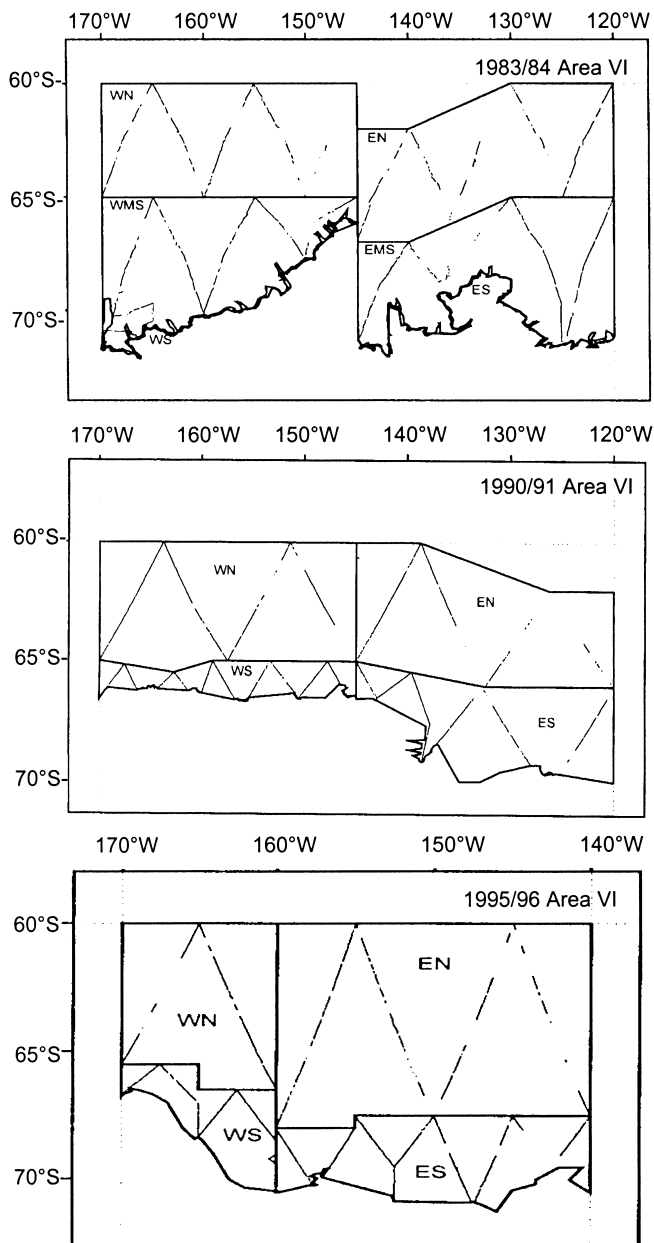 170°W 160°W 150°W 140°W 130°W 120°W
1983/84 Area VI
60°S-
WN
EN
65°S-
WMS
EMS
ES
70°S-
WS
170°W 160°W 150°W 140°W 130°W 120°W
1990/91 Area VI
60°S-
WN
EN
65°S-
WS
ES
70°S-
170°W 160°W 150°W 140°W
1995/96 Area VI
60°S-
EN
WN
65°S-
WS
ES
70°S-